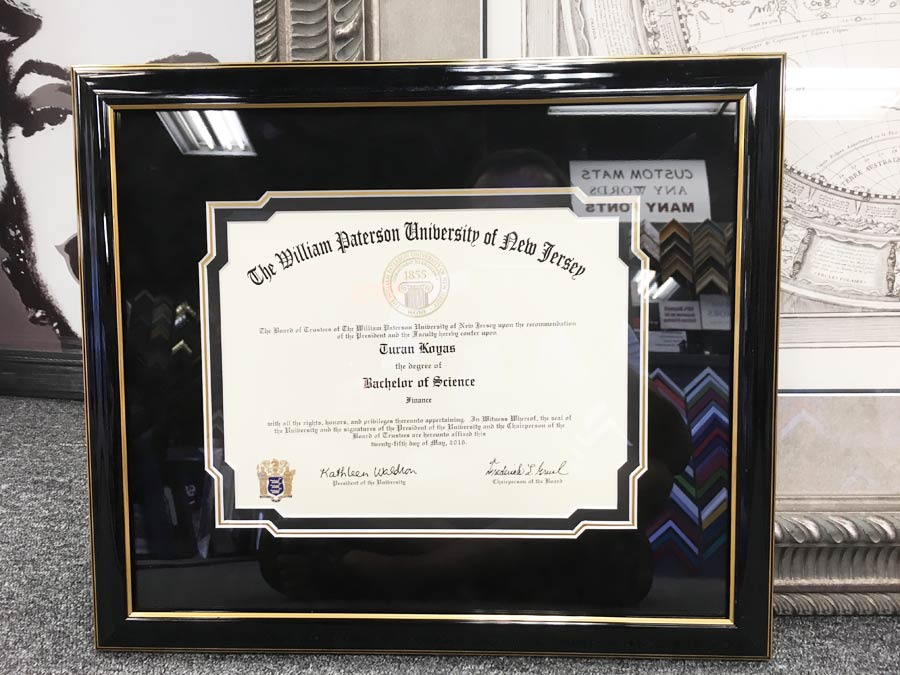 CUSTOM MATS
ANY WORDS
MANY FONTS
The William Paterson University of New Jersey
1855
The Board of Trustees of The William Paterson University of New Jersey upon the recommendation
of the President and the Faculty hereby confer upon
Turan Koyas
the degree of
Bachelor of Science
Finance
with all the rights, honors, and privileges thereunto appertaining. In Witness Whereof, the seal of
the University and the signatures of the President of the University and the Chairperson of the
Board of Trustees are hereunto affixed this
twenty-fifth day of May, 2016.
Kathleen Waldron
President of the University
Chairperson of the Board